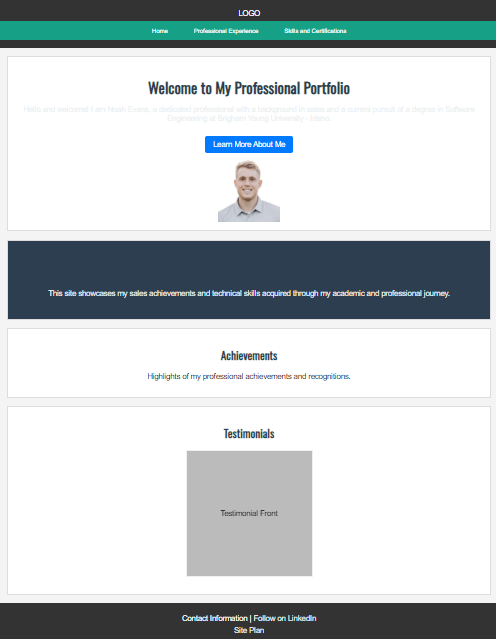 LOGO
Home Professional Experience Skills and Certifications
Welcome to My Professional Portfolio
Hello and welcome! I am Noah Evans, a dedicated professional with a background in sales and a current pursuit of a degree in Software
Engineering at Brigham Young University - Idaho.
Learn More About Me
This site showcases my sales achievements and technical skills acquired through my academic and professional journey.
Achievements
Highlights of my professional achievements and recognitions.
Testimonials
Testimonial Front
Contact Information | Follow on LinkedIn
Site Plan